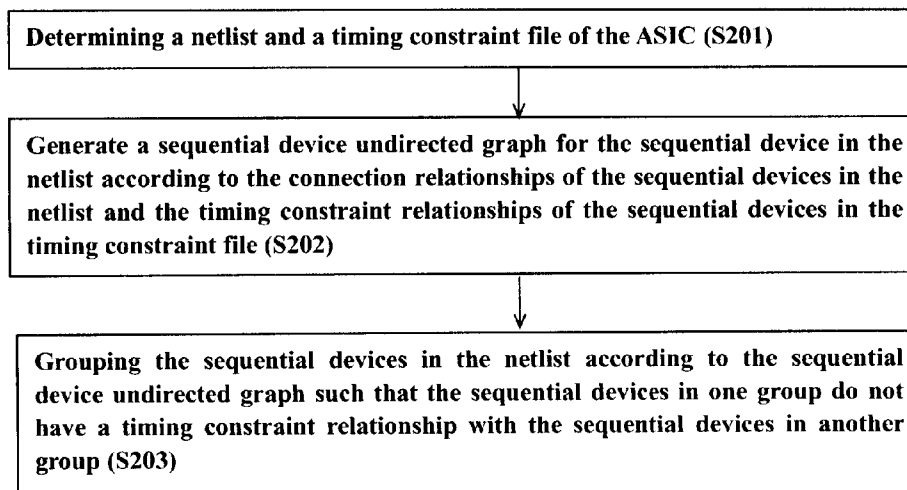 Determining a netlist and a timing constraint file of the ASIC (S201)
Generate a sequential device undirected graph for the sequential device in the
netlist according to the connection relationships of the sequential devices in the
netlist and the timing constraint relationships of the sequential devices in the
timing constraint file (S202)
Grouping the sequential devices in the netlist according to the sequential
device undirected graph such that the sequential devices in one group do not
have a timing constraint relationship with the sequential devices in another
group (S203)